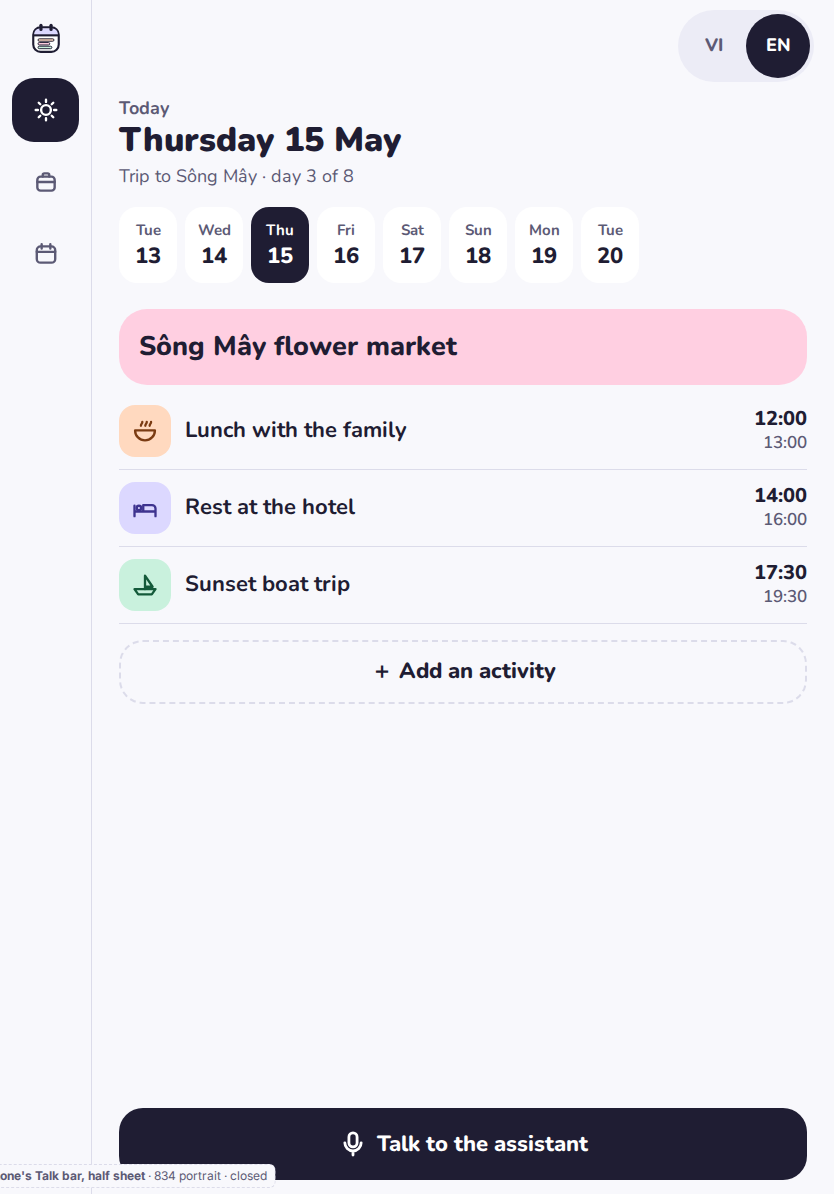 VI
EN
Today
Thursday 15 May
Trip to Sông Mây · day 3 of 8
Tue
13
Wed
14
Thu
15
Fri
16
Sat
17
Sun
18
Mon
19
Tue
20
Sông Mây flower market
Lunch with the family
12:00
13:00
Rest at the hotel
14:00
16:00
Sunset boat trip
17:30
19:30
+ Add an activity
Talk to the assistant
one's Talk bar, half sheet · 834 portrait · closed